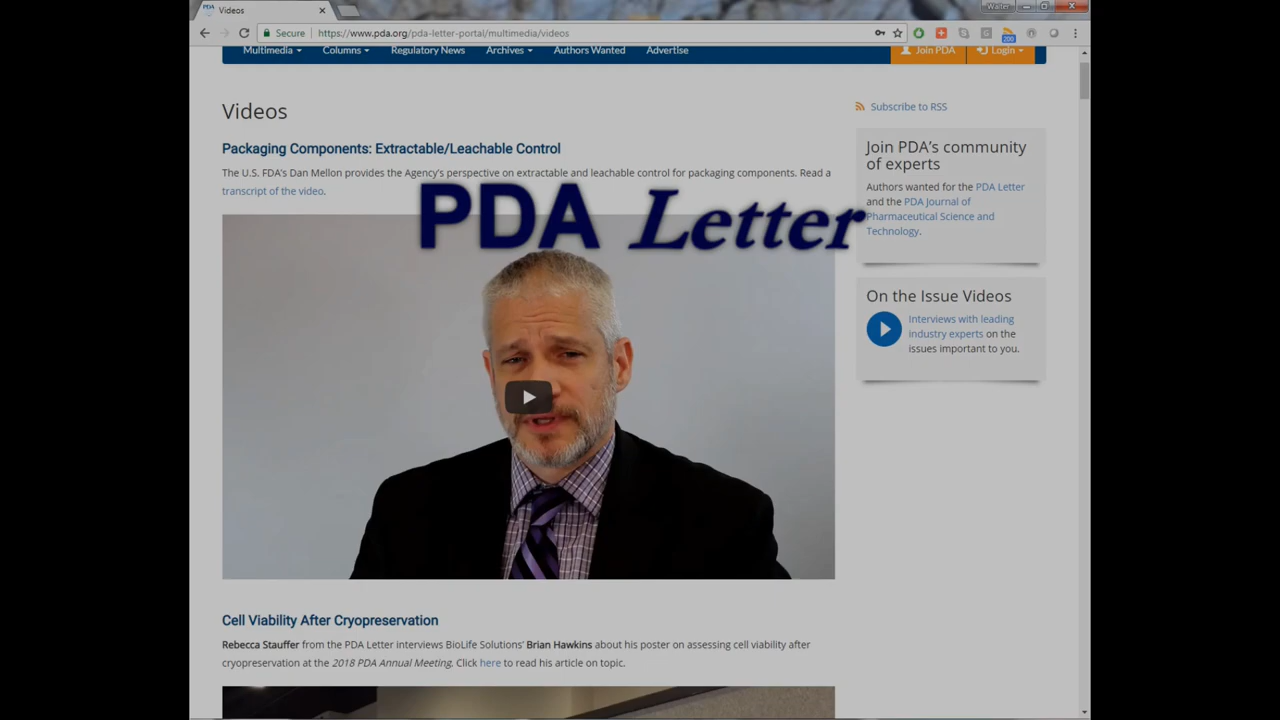 Videos
Walter
Secure
https://www.pda.org/pda-letter-portal/multimedia/videos
200
Multimedia
Columns
Regulatory News
Archives
Authors Wanted
Advertise
Join PDA
Login
Videos
Packaging Components: Extractable/Leachable Control
The U.S. FDA's Dan Mellon provides the Agency's perspective on extractable and leachable control for packaging components. Read a
transcript of the video.
PDA Letter
Cell Viability After Cryopreservation
Rebecca Stauffer from the PDA Letter interviews BioLife Solutions' Brian Hawkins about his poster on assessing cell viability after
cryopreservation at the 2018 PDA Annual Meeting. Click here to read his article on topic.
Subscribe to RSS
Join PDA's community
of experts
Authors wanted for the PDA Letter
and the PDA Journal of
Pharmaceutical Science and
Technology.
On the Issue Videos
Interviews with leading
industry experts on the
issues important to you.